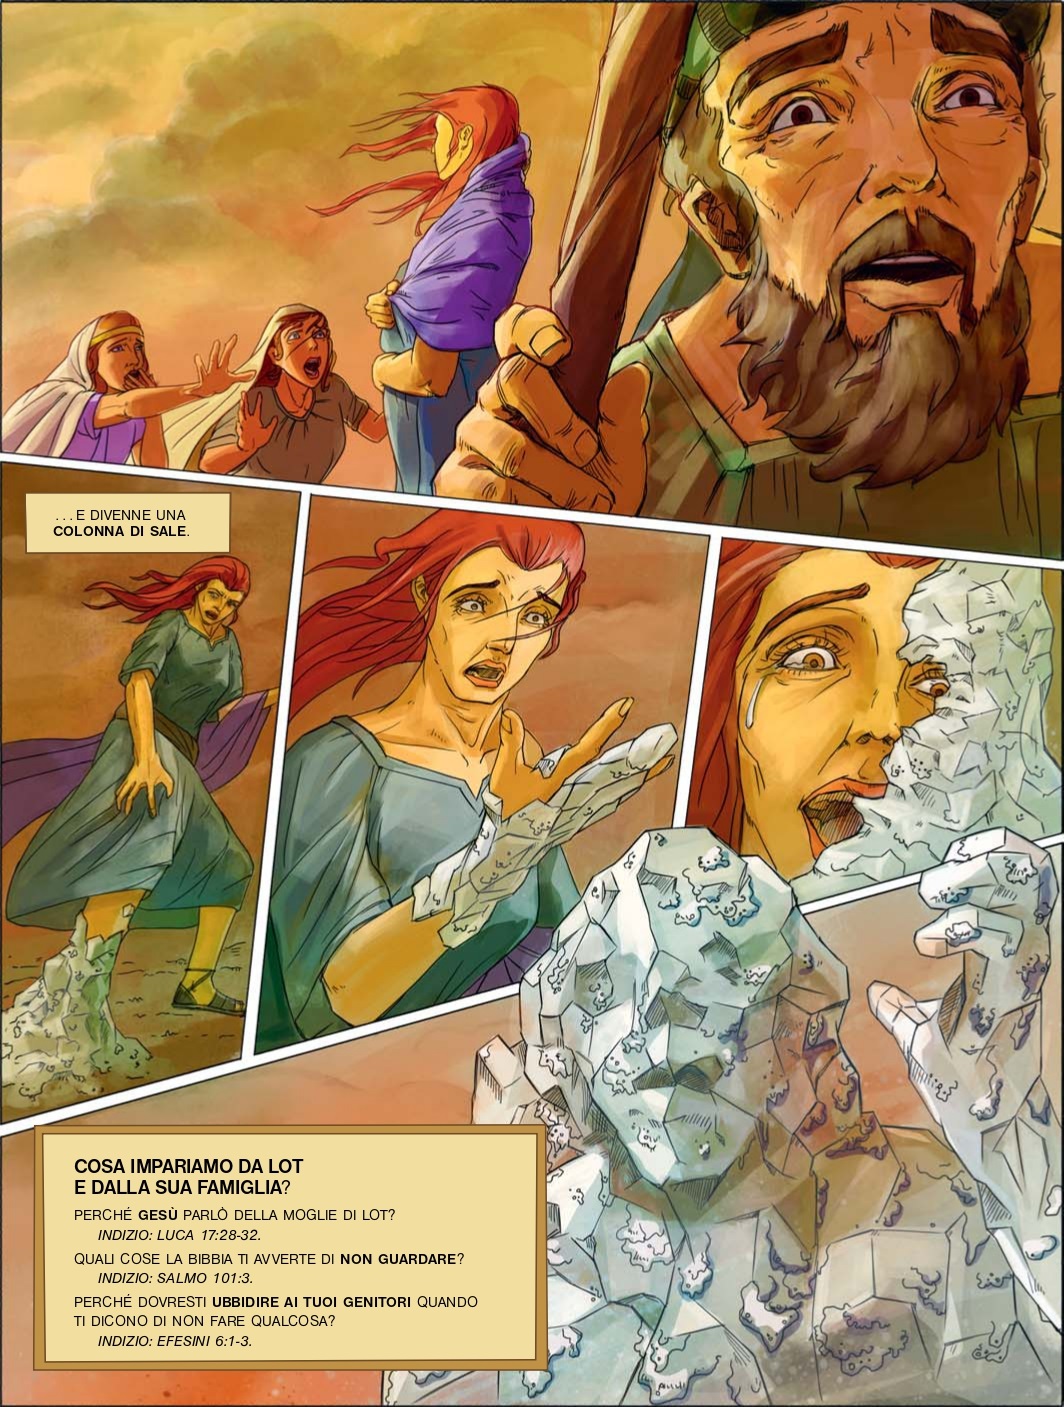 ...E DIVENNE UNA
COLONNA DI SALE.
COSA IMPARIAMO DA LOT
E DALLA SUA FAMIGLIA?
PERCHÉ GESÙ PARLÒ DELLA MOGLIE DI LOT?
INDIZIO: LUCA 17:28-32.
QUALI COSE LA BIBBIA TI AVVERTE DI NON GUARDARE?
INDIZIO: SALMO 101:3.
PERCHÉ DOVRESTI UBBIDIRE AI TUOI GENITORI QUANDO
TI DICONO DI NON FARE QUALCOSA?
INDIZIO: EFESINI 6:1-3.